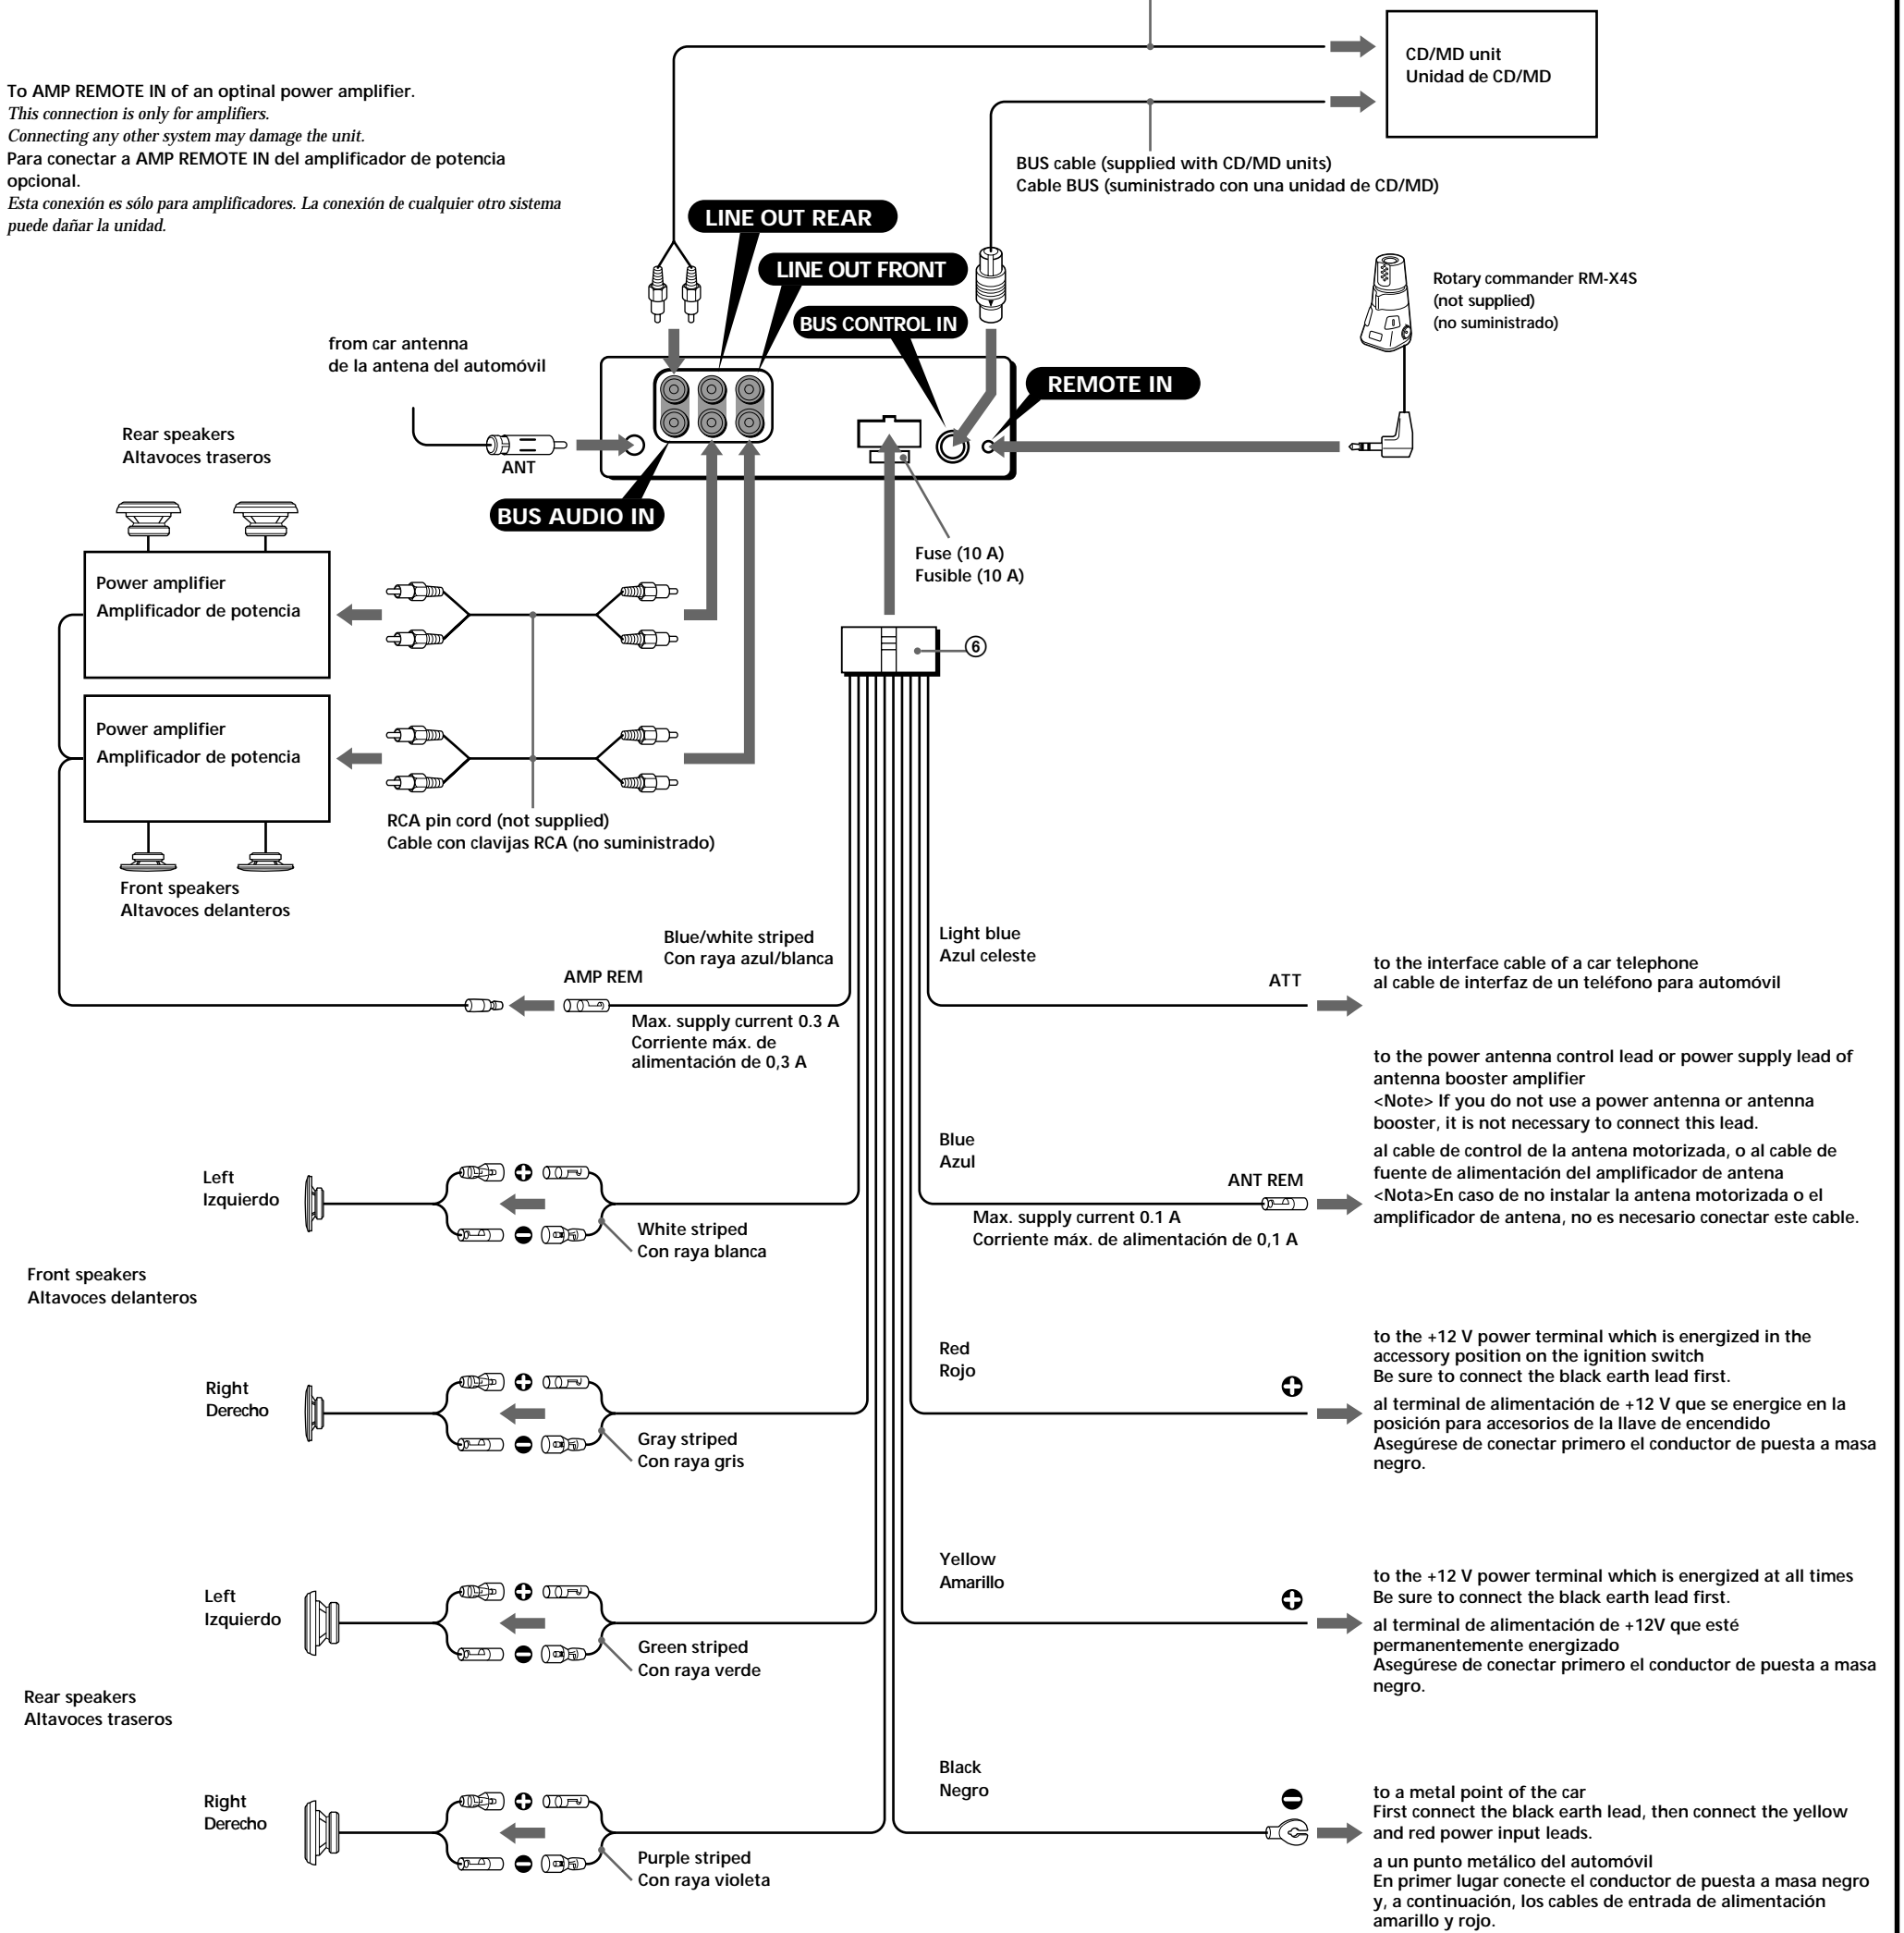 CD/MD unit
Unidad de CD/MD
To AMP REMOTE IN of an optinal power amplifier.
This connection is only for amplifiers.
Connecting any other system may damage the unit.
Para conectar a AMP REMOTE IN del amplificador de potencia
opcional.
Esta conexión es sólo para amplificadores. La conexión de cualquier otro sistema
puede dañar la unidad.
BUS cable (supplied with CD/MD units)
Cable BUS (suministrado con una unidad de CD/MD)
LINE OUT REAR
LINE OUT FRONT
BUS CONTROL IN
Rotary commander RM-X4S
(not supplied)
(no suministrado)
from car antenna
de la antena del automóvil
REMOTE IN
Rear speakers
Altavoces traseros
ANT
BUS AUDIO IN
Fuse (10 A)
Fusible (10 A)
Power amplifier
Amplificador de potencia
6
Power amplifier
Amplificador de potencia
RCA pin cord (not supplied)
Cable con clavijas RCA (no suministrado)
Front speakers
Altavoces delanteros
Blue/white striped
Con raya azul/blanca
AMP REM
Max. supply current 0.3 A
Corriente máx. de
alimentación de 0,3 A
Light blue
Azul celeste
ATT
to the interface cable of a car telephone
al cable de interfaz de un teléfono para automóvil
to the power antenna control lead or power supply lead of
antenna booster amplifier
<Note> If you do not use a power antenna or antenna
booster, it is not necessary to connect this lead.
al cable de control de la antena motorizada, o al cable de
fuente de alimentación del amplificador de antena
<Nota>En caso de no instalar la antena motorizada o el
amplificador de antena, no es necesario conectar este cable.
Blue
Azul
ANT REM
Max. supply current 0.1 A
Corriente máx. de alimentación de 0,1 A
Left
Izquierdo
White striped
Con raya blanca
Front speakers
Altavoces delanteros
Right
Derecho
Gray striped
Con raya gris
Red
Rojo
to the +12 V power terminal which is energized in the
accessory position on the ignition switch
Be sure to connect the black earth lead first.
al terminal de alimentación de +12 V que se energice en la
posición para accesorios de la llave de encendido
Asegúrese de conectar primero el conductor de puesta a masa
negro.
Left
Izquierdo
Green striped
Con raya verde
Yellow
Amarillo
to the +12 V power terminal which is energized at all times
Be sure to connect the black earth lead first.
al terminal de alimentación de +12V que esté
permanentemente energizado
Asegúrese de conectar primero el conductor de puesta a masa
negro.
Rear speakers
Altavoces traseros
Right
Derecho
Purple striped
Con raya violeta
Black
Negro
to a metal point of the car
First connect the black earth lead, then connect the yellow
and red power input leads.
a un punto metálico del automóvil
En primer lugar conecte el conductor de puesta a masa negro
y, a continuación, los cables de entrada de alimentación
amarillo y rojo.